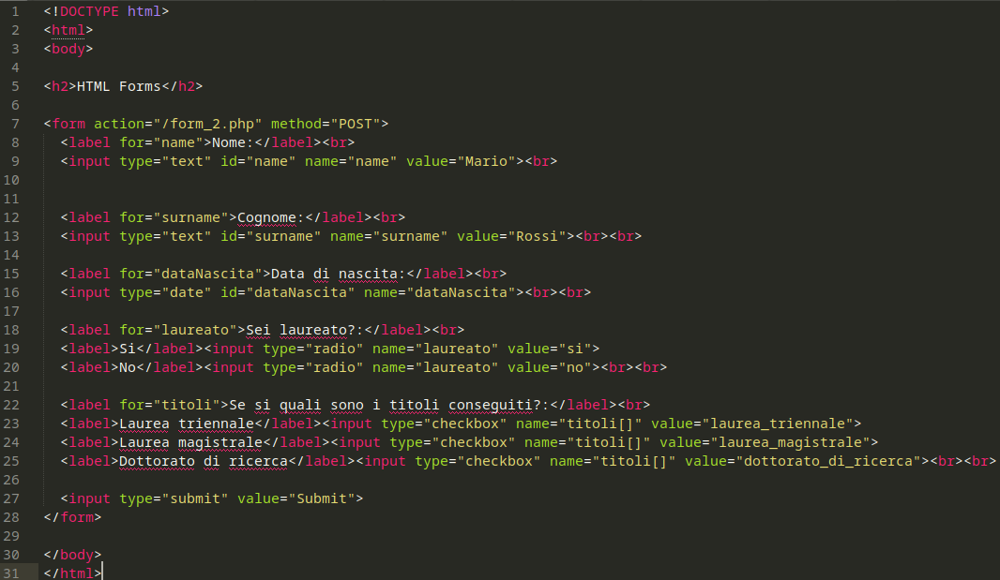 1 <!DOCTYPE html>
2 <html>
3 <body>
4
5 <h2>HTML Forms</h2>
6
7 <form action="/form_2.php" method="POST">
8   <label for="name">Nome:</label><br>
9   <input type="text" id="name" name="name" value="Mario"><br>
10
11
12   <label for="surname">Cognome:</label><br>
13   <input type="text" id="surname" name="surname" value="Rossi"><br><br>
14
15   <label for="dataNascita">Data di nascita:</label><br>
16   <input type="date" id="dataNascita" name="dataNascita"><br><br>
17
18   <label for="laureato">Sei laureato?:</label><br>
19   <label>Si</label><input type="radio" name="laureato" value="si">
20   <label>No</label><input type="radio" name="laureato" value="no"><br><br>
21
22   <label for="titoli">Se si quali sono i titoli conseguiti?:</label><br>
23   <label>Laurea triennale</label><input type="checkbox" name="titoli[]" value="laurea_triennale">
24   <label>Laurea magistrale</label><input type="checkbox" name="titoli[]" value="laurea_magistrale">
25   <label>Dottorato di ricerca</label><input type="checkbox" name="titoli[]" value="dottorato_di_ricerca"><br><br>
26
27   <input type="submit" value="Submit">
28 </form>
29
30 </body>
31 </html>